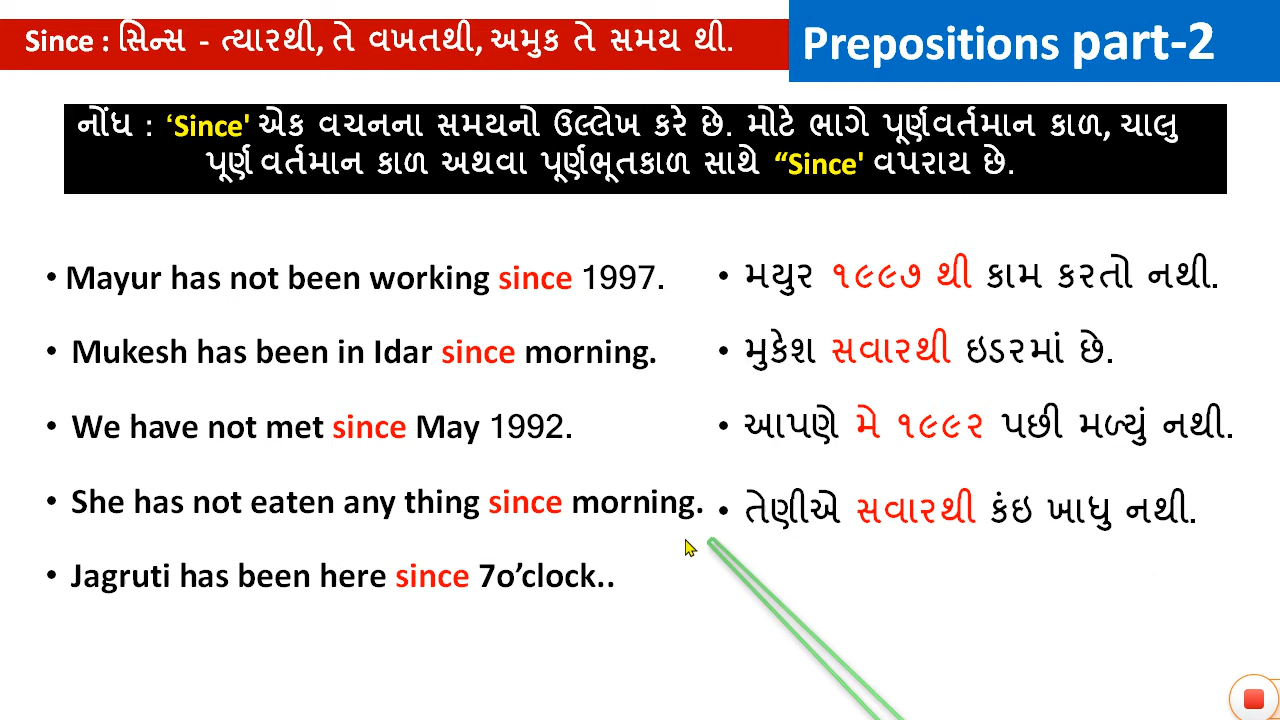 Since : સિન્સ - ત્યારથી, તે વખતથી, અમુક તે સમય થી.
Prepositions part-2
નોંધ : ‘Since' એક વચનના સમયનો ઉલ્લેખ કરે છે. મોટે ભાગે પૂર્ણવર્તમાન કાળ, ચાલુ
પૂર્ણ વર્તમાન કાળ અથવા પૂર્ણભૂતકાળ સાથે “Since' વપરાય છે.
• Mayur has not been working since 1997.
• મયુર ૧૯૯૭ થી કામ કરતો નથી.
• Mukesh has been in Idar since morning.
• મુકેશ સવારથી ઇડરમાં છે.
• We have not met since May 1992.
• આપણે મે ૧૯૯૨ પછી મળ્યું નથી.
• She has not eaten any thing since morning.
• તેણીએ સવારથી કંઇ ખાધુ નથી.
• Jagruti has been here since 7o’clock..